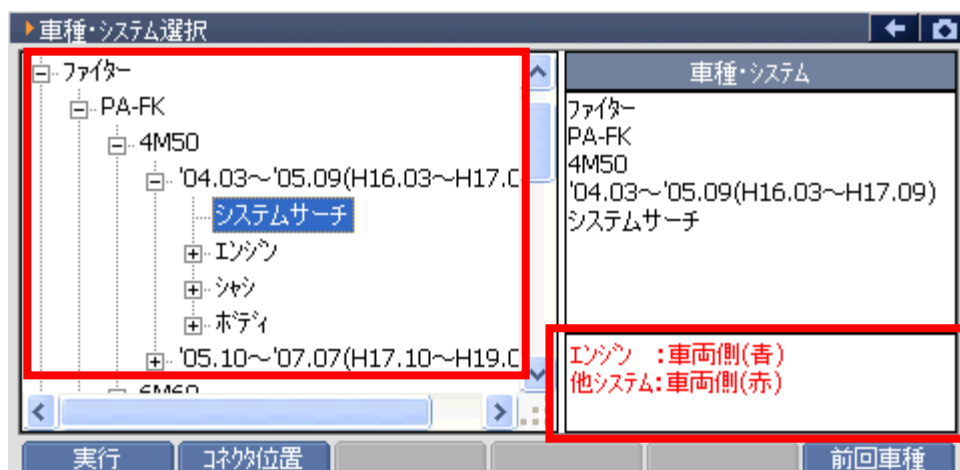 車種・システム選択
ファイター
PA-FK
4M50
'04.03～'05.09(H16.03～H17.0
システムサーチ
エンジン
シャシ
ボディ
'05.10～'07.07(H17.10～H19.0
6M60
車種・システム
ファイター
PA-FK
4M50
'04.03～'05.09(H16.03～H17.09)
システムサーチ
エンジン :車両側(青)
他システム:車両側(赤)
実行
コネクタ位置
前回車種